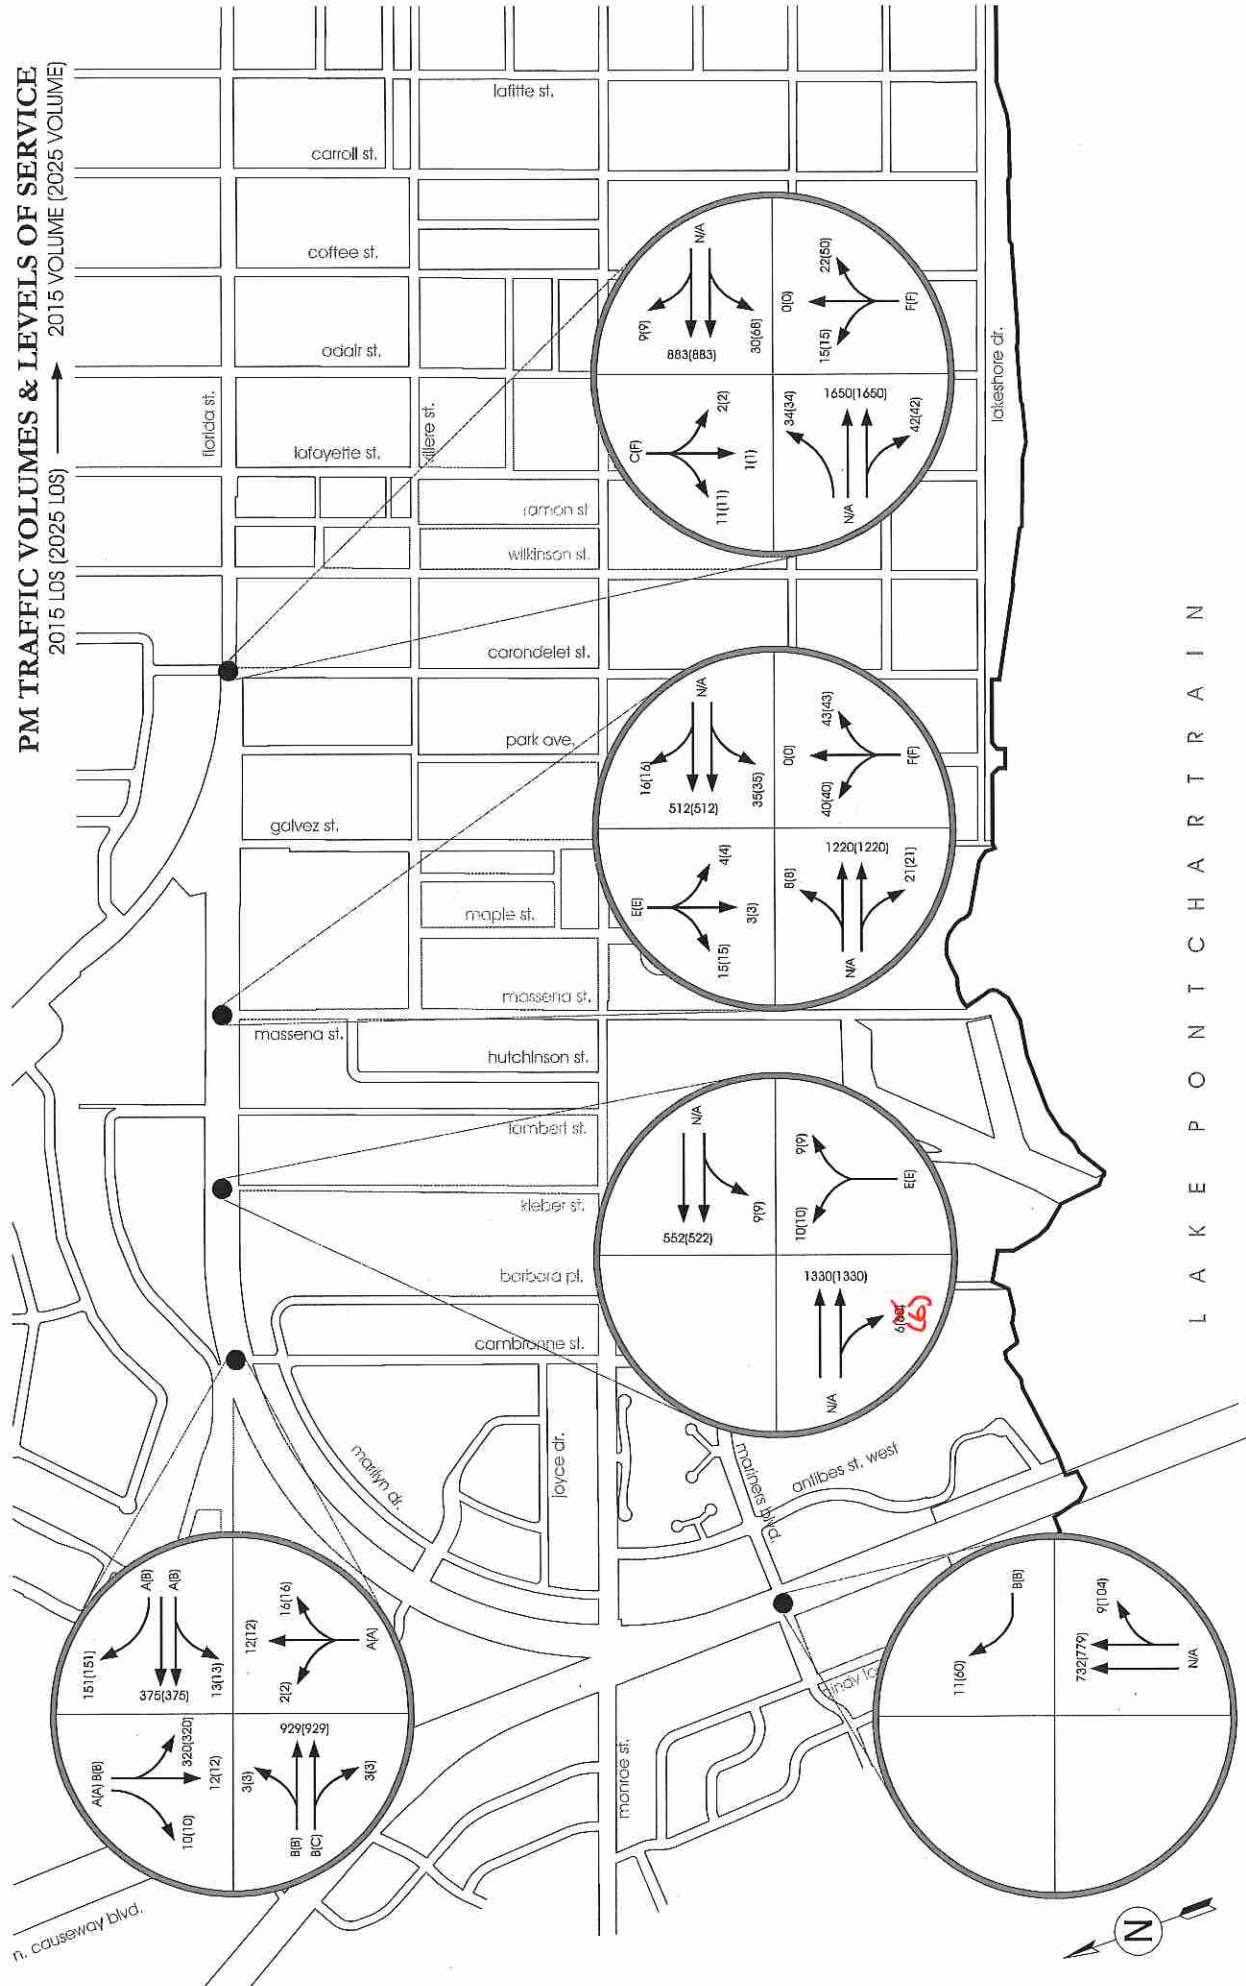 PM TRAFFIC VOLUMES & LEVELS OF SERVICE
2015 LOS (2025 LOS) 2015 VOLUME (2025 VOLUME)
lafitte st.
carroll st.
coffee st.
adair st.
florida st.
lafayette st.
villere st.
ramon st
wilkinson st.
carondelet st.
park ave.
galvez st.
maple st.
massena st.
massena st.
hutchinson st.
lambert st.
kleber st.
barbara pl.
cambronne st.
marilyn dr.
joyce dr.
mariners blvd.
antibes st. west
monroe st.
n. causeway blvd.
lakeshore dr.
LAKE PONTCHARTRAIN
N
N/A
9(9)
883(883)
30(68)
C(F)
2(2)
1(1)
11(11)
0(0)
22(50)
15(15)
F(F)
34(34)
1650(1650)
42(42)
N/A
N/A
16(16)
512(512)
35(35)
E(E)
4(4)
3(3)
15(15)
0(0)
43(43)
40(40)
F(F)
8(8)
1220(1220)
21(21)
N/A
N/A
552(522)
9(9)
9(9)
10(10)
E(E)
1330(1330)
6
(6)
N/A
A(B)
A(B)
151(151)
375(375)
13(13)
A(A) B(B)
320(320)
12(12)
10(10)
12(12)
16(16)
2(2)
A(A)
3(3)
929(929)
3(3)
B(B)
B(C)
B(B)
11(60)
9(104)
732(779)
N/A